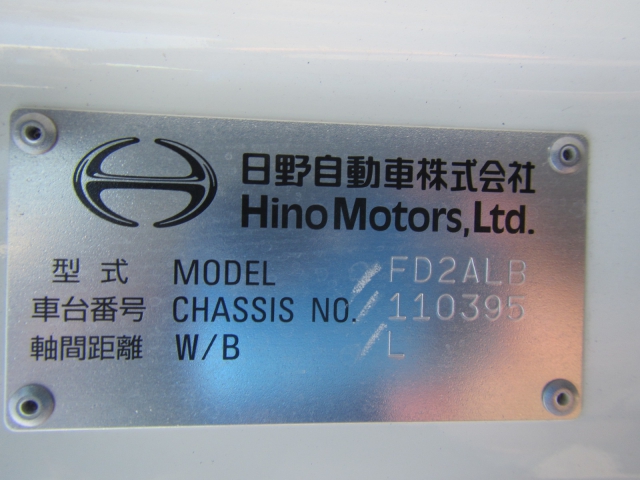 日野自動車株式会社
Hino Motors, Ltd.
型式 MODEL FD2ALB
車台番号 CHASSIS NO. 110395
軸間距離 W/B L